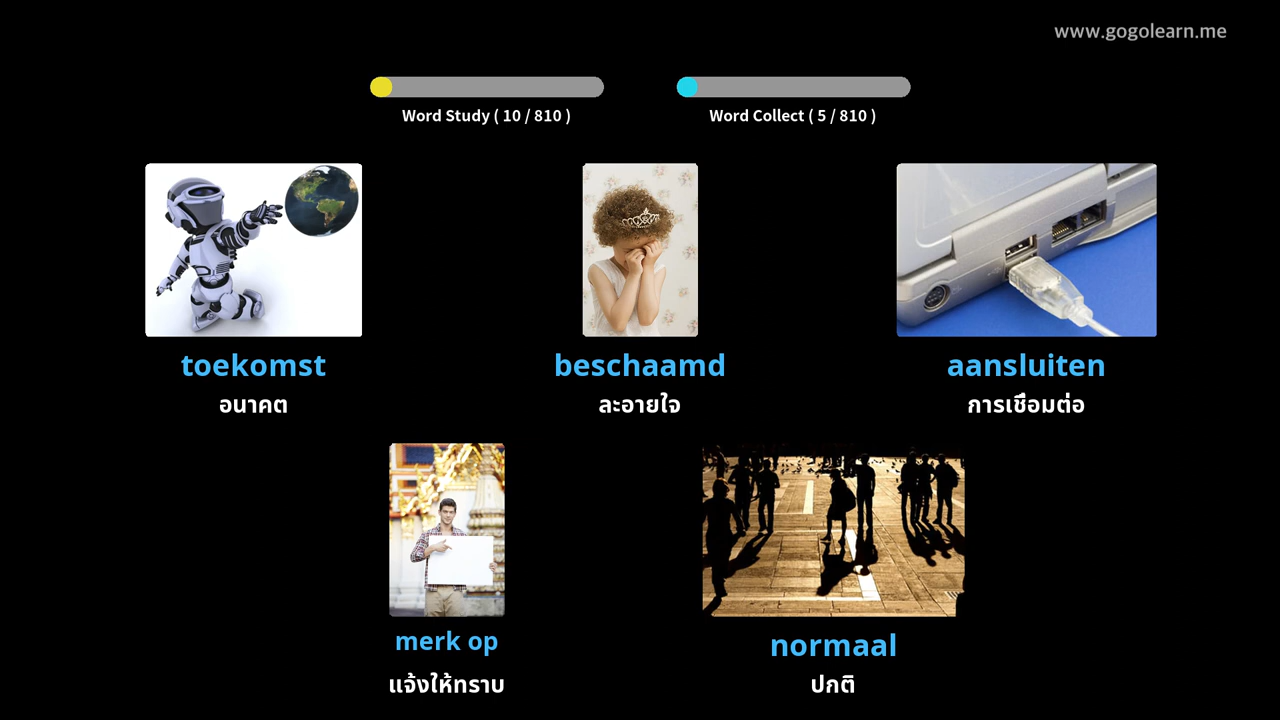 www.gogolearn.me
Word Study ( 10 / 810 )
Word Collect ( 5 / 810 )
toekomst
อนาคต
beschaamd
ละอายใจ
aansluiten
การเชื่อมต่อ
merk op
แจ้งให้ทราบ
normaal
ปกติ